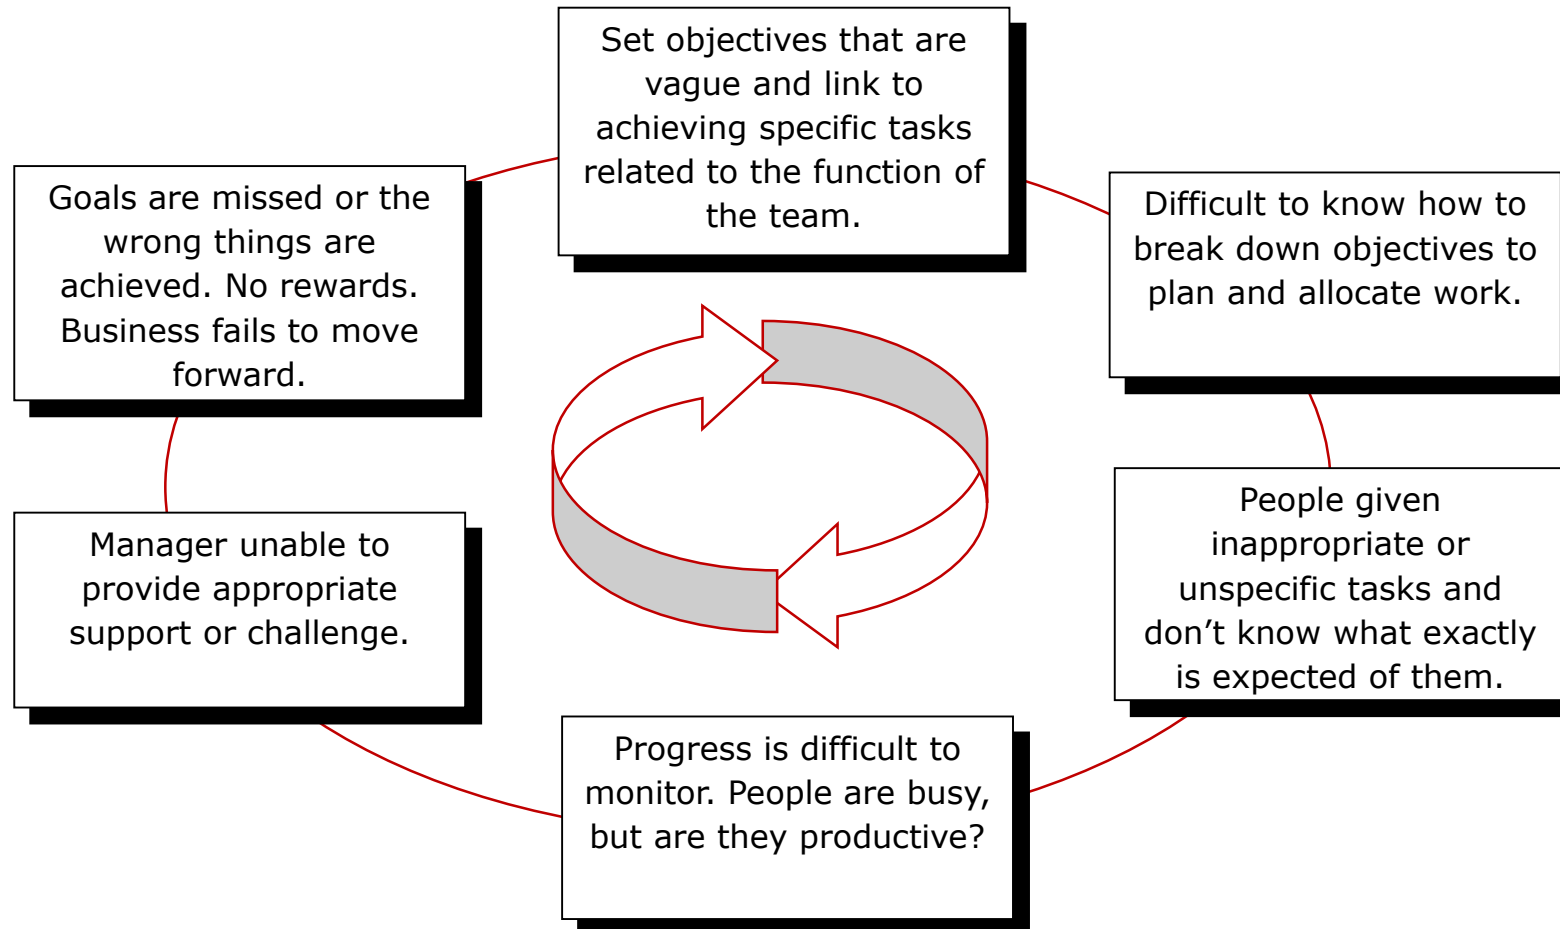 Set objectives that are
vague and link to
achieving specific tasks
related to the function of
the team.
Difficult to know how to
break down objectives to
plan and allocate work.
People given
inappropriate or
unspecific tasks and
don’t know what exactly
is expected of them.
Progress is difficult to
monitor. People are busy,
but are they productive?
Manager unable to
provide appropriate
support or challenge.
Goals are missed or the
wrong things are
achieved. No rewards.
Business fails to move
forward.